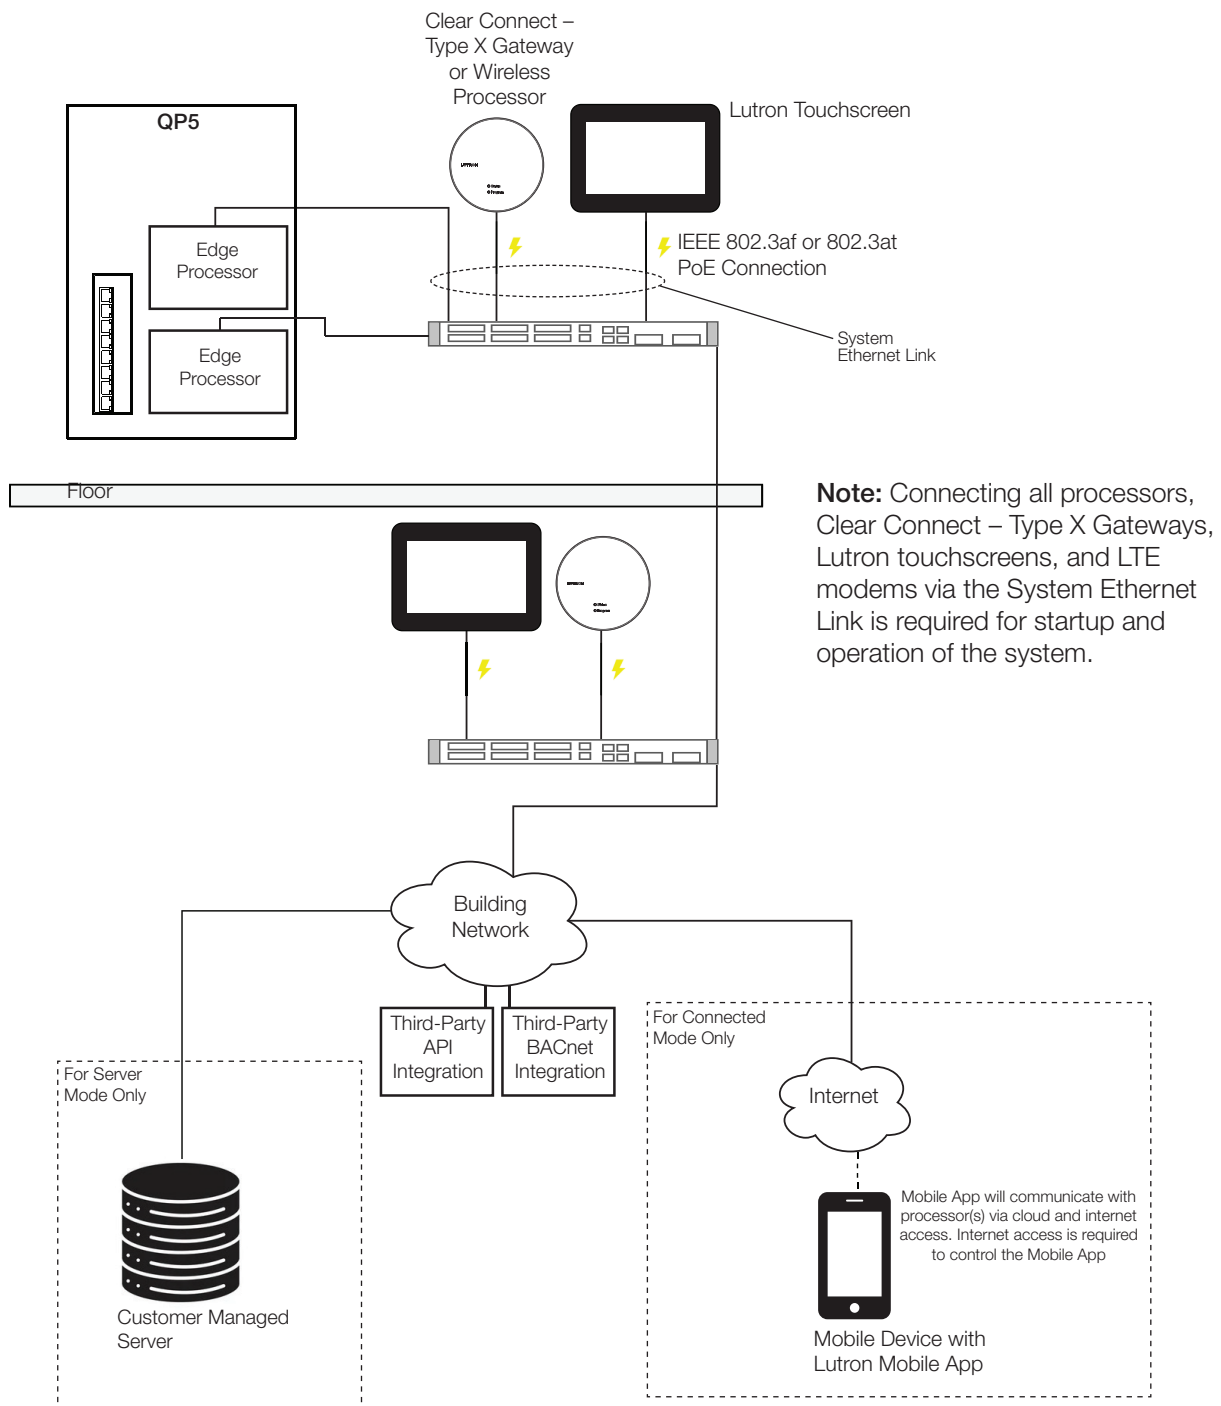 Clear Connect –
Type X Gateway
or Wireless
Processor
QP5
Lutron Touchscreen
Edge
Processor
IEEE 802.3af or 802.3at
PoE Connection
Edge
Processor
System
Ethernet Link
Floor
Note: Connecting all processors,
Clear Connect – Type X Gateways,
Lutron touchscreens, and LTE
modems via the System Ethernet
Link is required for startup and
operation of the system.
Building
Network
Third-Party
API
Integration
Third-Party
BACnet
Integration
For Connected
Mode Only
For Server
Mode Only
Internet
Mobile App will communicate with
processor(s) via cloud and internet
access. Internet access is required
to control the Mobile App
Customer Managed
Server
Mobile Device with
Lutron Mobile App